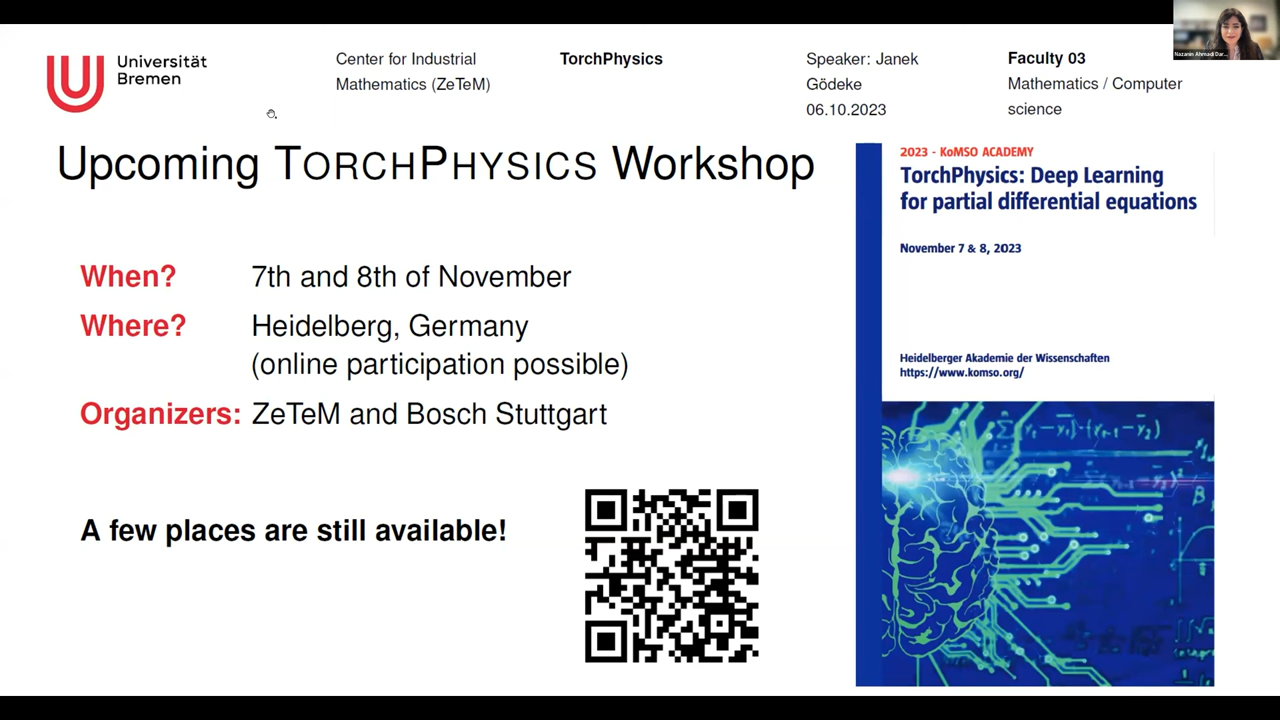 Universität
Bremen
Center for Industrial
Mathematics (ZeTeM)
TorchPhysics
Speaker: Janek
Gödeke
06.10.2023
Faculty 03
Mathematics / Computer
science
Nazanin Ahmadi Dar...
Upcoming TORCHPHYSICS Workshop
When? 7th and 8th of November
Where? Heidelberg, Germany
(online participation possible)
Organizers: ZeTeM and Bosch Stuttgart
A few places are still available!
2023 - KoMSO ACADEMY
TorchPhysics: Deep Learning
for partial differential equations
November 7 & 8, 2023
Heidelberger Akademie der Wissenschaften
https://www.komso.org/